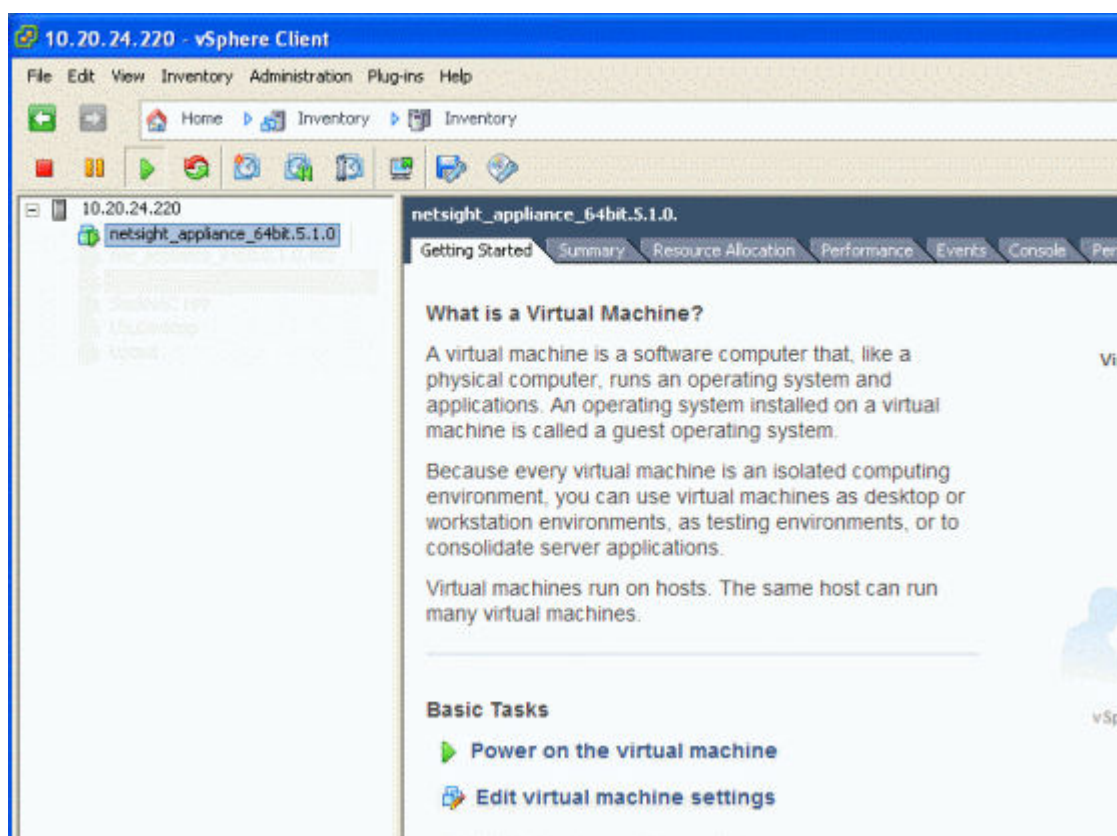 10.20.24.220 - vSphere Client
File Edit View Inventory Administration Plug-ins Help
Home Inventory Inventory
10.20.24.220
netsight_appliance_64bit.5.1.0
netsight_appliance_64bit.5.1.0.
Getting Started Summary Resource Allocation Performance Events Console Pe
What is a Virtual Machine?
A virtual machine is a software computer that, like a
physical computer, runs an operating system and
applications. An operating system installed on a virtual
machine is called a guest operating system.
Because every virtual machine is an isolated computing
environment, you can use virtual machines as desktop or
workstation environments, as testing environments, or to
consolidate server applications.
Virtual machines run on hosts. The same host can run
many virtual machines.
Vi
vSp
Basic Tasks
Power on the virtual machine
Edit virtual machine settings